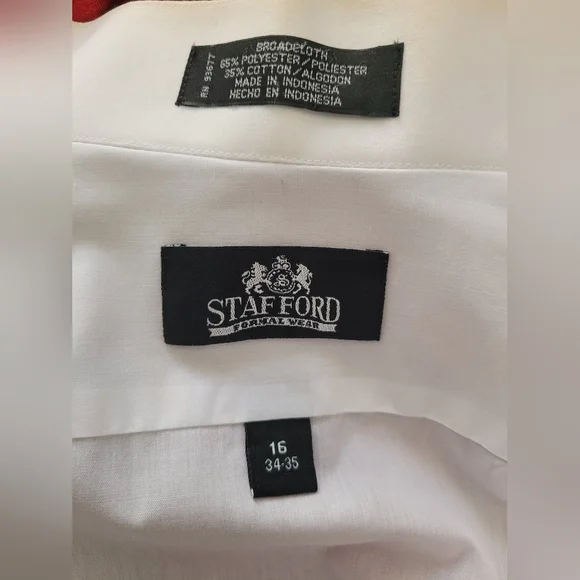 BROADCLOTH
65% POLYESTER/POLIESTER
35% COTTON/ALGODON
MADE IN INDONESIA
HECHO EN INDONESIA
RN 93677
S
STAFFORD
FORMAL WEAR
16
34-35